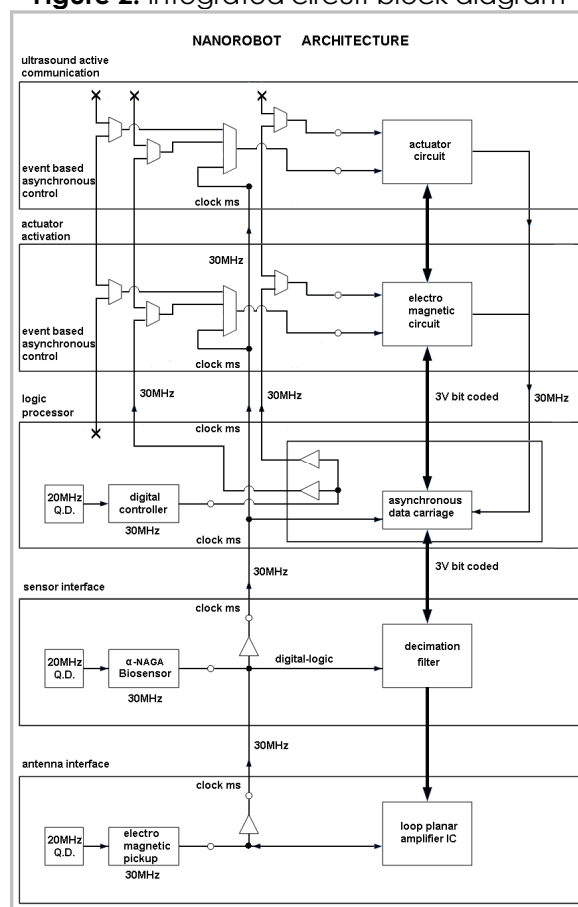 Figure 2. Integrated circuit block diagram
NANOROBOT ARCHITECTURE
ultrasound active
communication
actuator
circuit
event based
asynchronous
control
clock ms
actuator
activation
30MHz
electro
magnetic
circuit
event based
asynchronous
control
clock ms
logic
processor
30MHz
30MHz
3V bit coded
30MHz
clock ms
20MHz
Q.D.
digital
controller
30MHz
asynchronous
data carriage
clock ms
sensor interface
30MHz
3V bit coded
clock ms
20MHz
Q.D.
α-NAGA
Biosensor
30MHz
digital-logic
decimation
filter
antenna interface
30MHz
clock ms
20MHz
Q.D.
electro
magnetic
pickup
30MHz
loop planar
amplifier IC